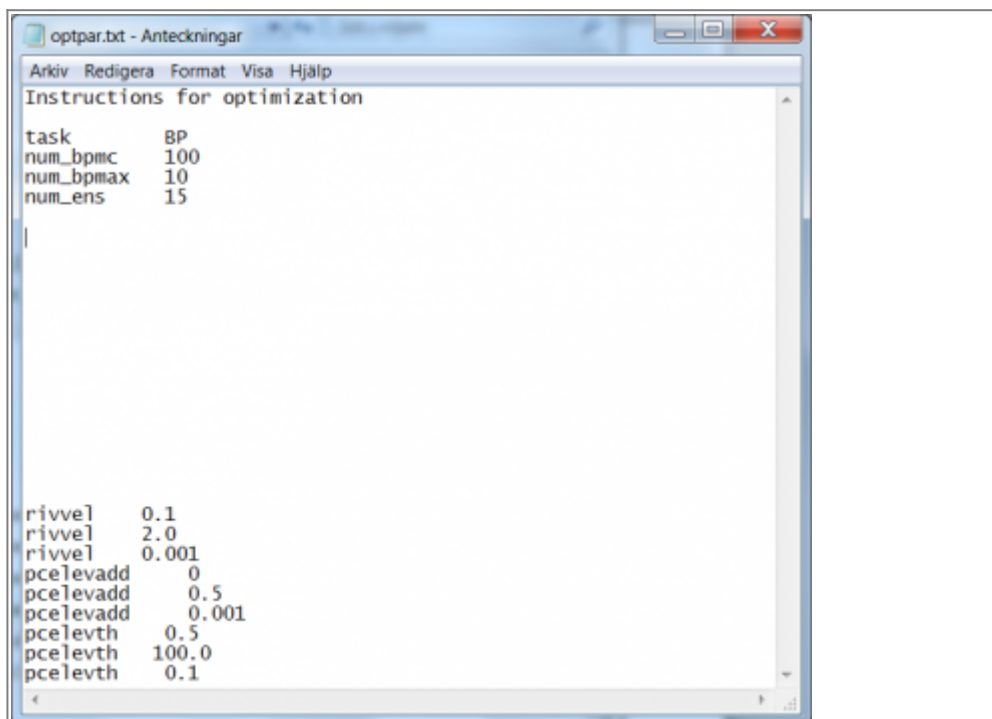 optpar.txt - Anteckningar
Arkiv Redigera Format Visa Hjälp
Instructions for optimization
task BP
num_bpmc 100
num_bpmax 10
num_ens 15
rivvel 0.1
rivvel 2.0
rivvel 0.001
pcelevadd 0
pcelevadd 0.5
pcelevadd 0.001
pcelevth 0.5
pcelevth 100.0
pcelevth 0.1